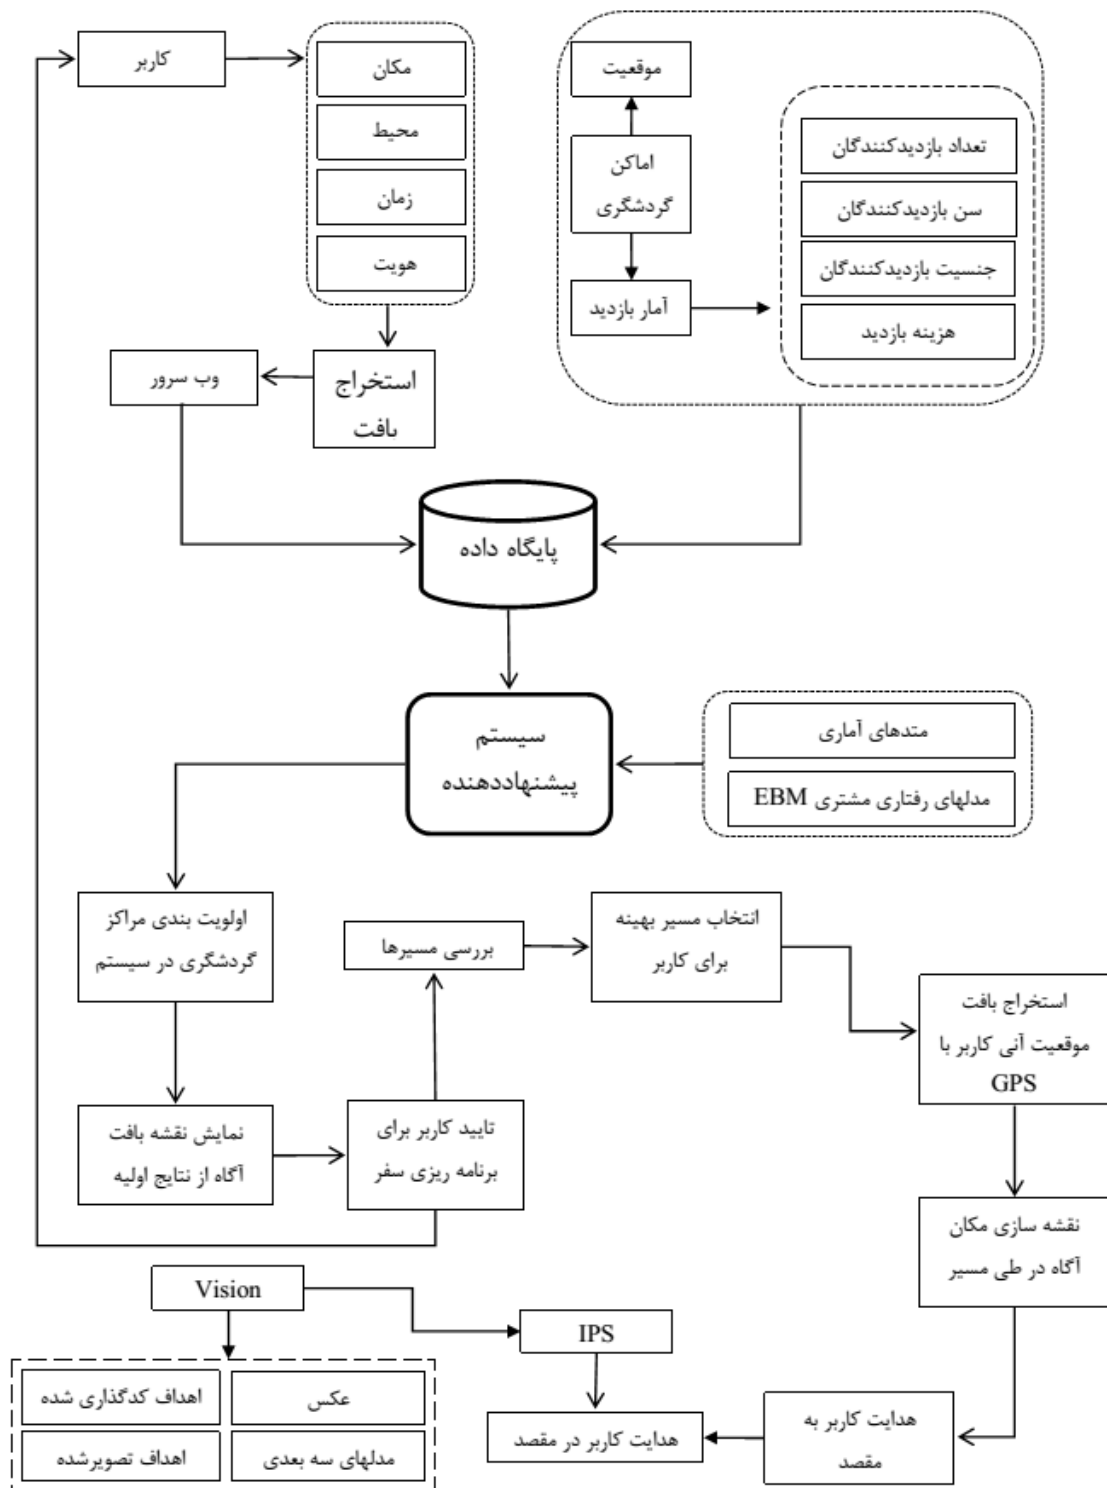 کاربر
مکان
محیط
زمان
هویت
استخراج
بافت
وب سرور
موقعیت
اماکن
گردشگری
آمار بازدید
تعداد بازدیدکنندگان
سن بازدیدکنندگان
جنسیت بازدیدکنندگان
هزینه بازدید
پایگاه داده
سیستم
پیشنهاددهنده
متدهای آماری
مدلهای رفتاری مشتری EBM
اولویت بندی مراکز
گردشگری در سیستم
نمایش نقشه بافت
آگاه از نتایج اولیه
تایید کاربر برای
برنامه ریزی سفر
بررسی مسیرها
انتخاب مسیر بهینه
برای کاربر
استخراج بافت
موقعیت آنی کاربر با
GPS
نقشه سازی مکان
آگاه در طی مسیر
هدایت کاربر به
مقصد
هدایت کاربر در مقصد
IPS
Vision
عکس
اهداف کدگذاری شده
مدلهای سه بعدی
اهداف تصویرشده